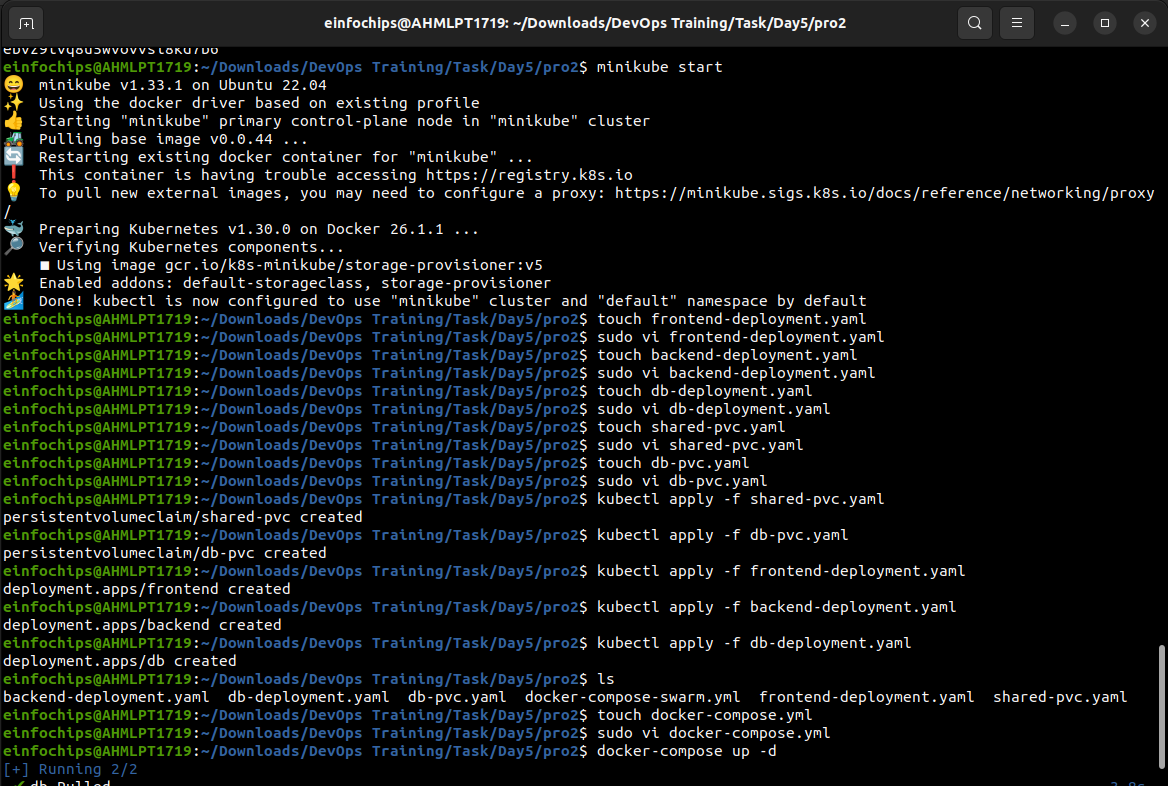 einfochips@AHMLPT1719: ~/Downloads/DevOps Training/Task/Day5/pro2
einfochips@AHMLPT1719:~/Downloads/DevOps Training/Task/Day5/pro2$ minikube start
minikube v1.33.1 on Ubuntu 22.04
Using the docker driver based on existing profile
Starting "minikube" primary control-plane node in "minikube" cluster
Pulling base image v0.0.44 ...
Restarting existing docker container for "minikube" ...
This container is having trouble accessing https://registry.k8s.io
To pull new external images, you may need to configure a proxy: https://minikube.sigs.k8s.io/docs/reference/networking/proxy
/
Preparing Kubernetes v1.30.0 on Docker 26.1.1 ...
Verifying Kubernetes components...
■ Using image gcr.io/k8s-minikube/storage-provisioner:v5
Enabled addons: default-storageclass, storage-provisioner
Done! kubectl is now configured to use "minikube" cluster and "default" namespace by default
einfochips@AHMLPT1719:~/Downloads/DevOps Training/Task/Day5/pro2$ touch frontend-deployment.yaml
einfochips@AHMLPT1719:~/Downloads/DevOps Training/Task/Day5/pro2$ sudo vi frontend-deployment.yaml
einfochips@AHMLPT1719:~/Downloads/DevOps Training/Task/Day5/pro2$ touch backend-deployment.yaml
einfochips@AHMLPT1719:~/Downloads/DevOps Training/Task/Day5/pro2$ sudo vi backend-deployment.yaml
einfochips@AHMLPT1719:~/Downloads/DevOps Training/Task/Day5/pro2$ touch db-deployment.yaml
einfochips@AHMLPT1719:~/Downloads/DevOps Training/Task/Day5/pro2$ sudo vi db-deployment.yaml
einfochips@AHMLPT1719:~/Downloads/DevOps Training/Task/Day5/pro2$ touch shared-pvc.yaml
einfochips@AHMLPT1719:~/Downloads/DevOps Training/Task/Day5/pro2$ sudo vi shared-pvc.yaml
einfochips@AHMLPT1719:~/Downloads/DevOps Training/Task/Day5/pro2$ touch db-pvc.yaml
einfochips@AHMLPT1719:~/Downloads/DevOps Training/Task/Day5/pro2$ sudo vi db-pvc.yaml
einfochips@AHMLPT1719:~/Downloads/DevOps Training/Task/Day5/pro2$ kubectl apply -f shared-pvc.yaml
persistentvolumeclaim/shared-pvc created
einfochips@AHMLPT1719:~/Downloads/DevOps Training/Task/Day5/pro2$ kubectl apply -f db-pvc.yaml
persistentvolumeclaim/db-pvc created
einfochips@AHMLPT1719:~/Downloads/DevOps Training/Task/Day5/pro2$ kubectl apply -f frontend-deployment.yaml
deployment.apps/frontend created
einfochips@AHMLPT1719:~/Downloads/DevOps Training/Task/Day5/pro2$ kubectl apply -f backend-deployment.yaml
deployment.apps/backend created
einfochips@AHMLPT1719:~/Downloads/DevOps Training/Task/Day5/pro2$ kubectl apply -f db-deployment.yaml
deployment.apps/db created
einfochips@AHMLPT1719:~/Downloads/DevOps Training/Task/Day5/pro2$ ls
backend-deployment.yaml  db-deployment.yaml  db-pvc.yaml  docker-compose-swarm.yml  frontend-deployment.yaml  shared-pvc.yaml
einfochips@AHMLPT1719:~/Downloads/DevOps Training/Task/Day5/pro2$ touch docker-compose.yml
einfochips@AHMLPT1719:~/Downloads/DevOps Training/Task/Day5/pro2$ sudo vi docker-compose.yml
einfochips@AHMLPT1719:~/Downloads/DevOps Training/Task/Day5/pro2$ docker-compose up -d
[+] Running 2/2
✔ db Pulled